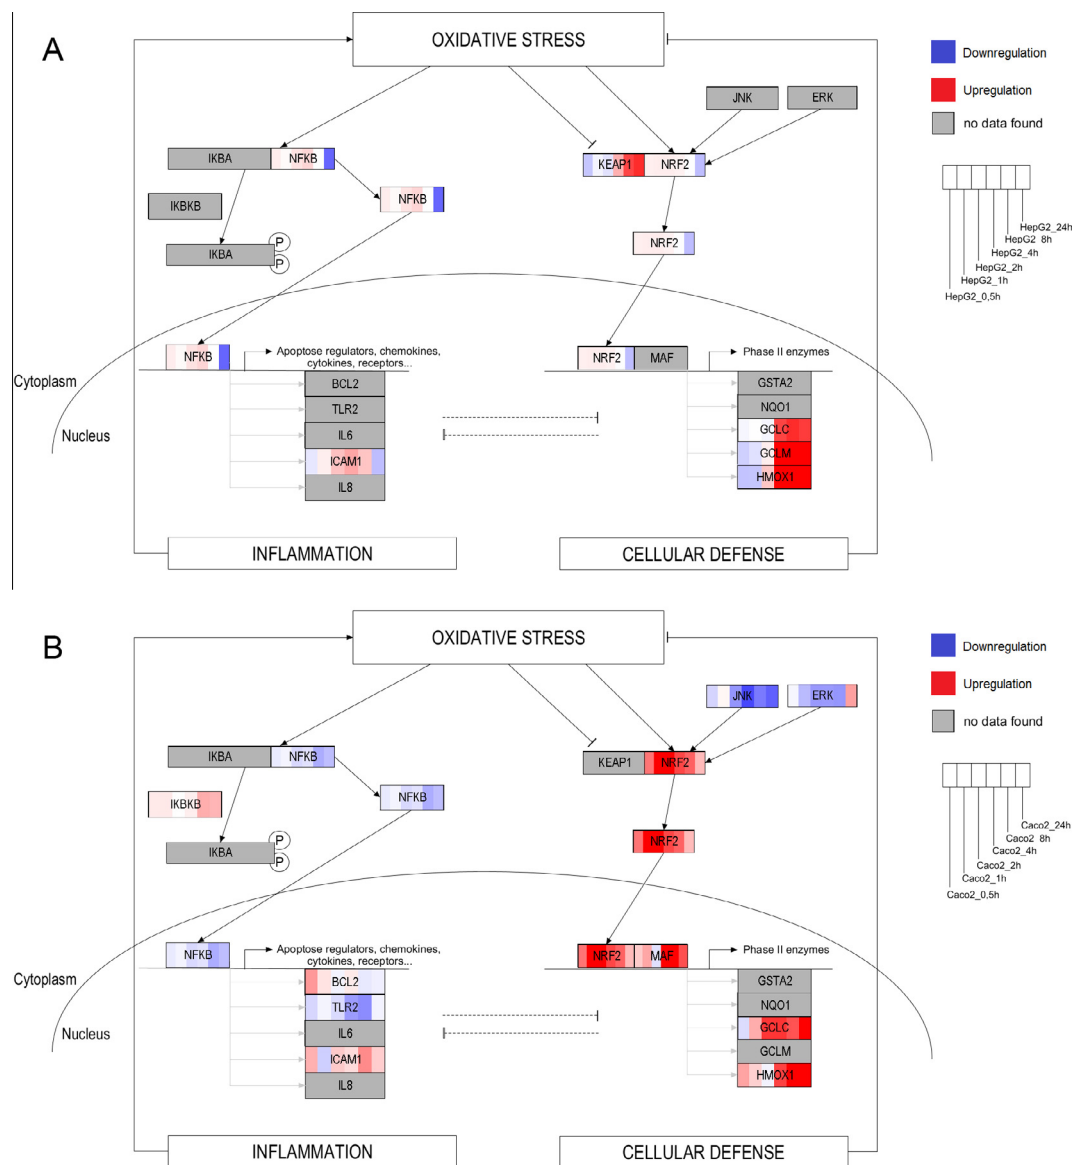 A
OXIDATIVE STRESS
Downregulation
Upregulation
no data found
JNK
ERK
IKBA
NFKB
KEAP1
NRF2
IKBKB
NFKB
IKBA
P
P
NRF2
HepG2_24h
HepG2_8h
HepG2_4h
HepG2_2h
HepG2_1h
HepG2_0,5h
NFKB
Apoptose regulators, chemokines,
cytokines, receptors...
NRF2
MAF
Phase II enzymes
Cytoplasm
Nucleus
BCL2
TLR2
IL6
ICAM1
IL8
GSTA2
NQO1
GCLC
GCLM
HMOX1
INFLAMMATION
CELLULAR DEFENSE
B
OXIDATIVE STRESS
Downregulation
Upregulation
no data found
JNK
ERK
IKBA
NFKB
KEAP1
NRF2
IKBKB
NFKB
IKBA
P
P
NRF2
Caco2_24h
Caco2_8h
Caco2_4h
Caco2_2h
Caco2_1h
Caco2_0,5h
NFKB
Apoptose regulators, chemokines,
cytokines, receptors...
NRF2
MAF
Phase II enzymes
Cytoplasm
Nucleus
BCL2
TLR2
IL6
ICAM1
IL8
GSTA2
NQO1
GCLC
GCLM
HMOX1
INFLAMMATION
CELLULAR DEFENSE